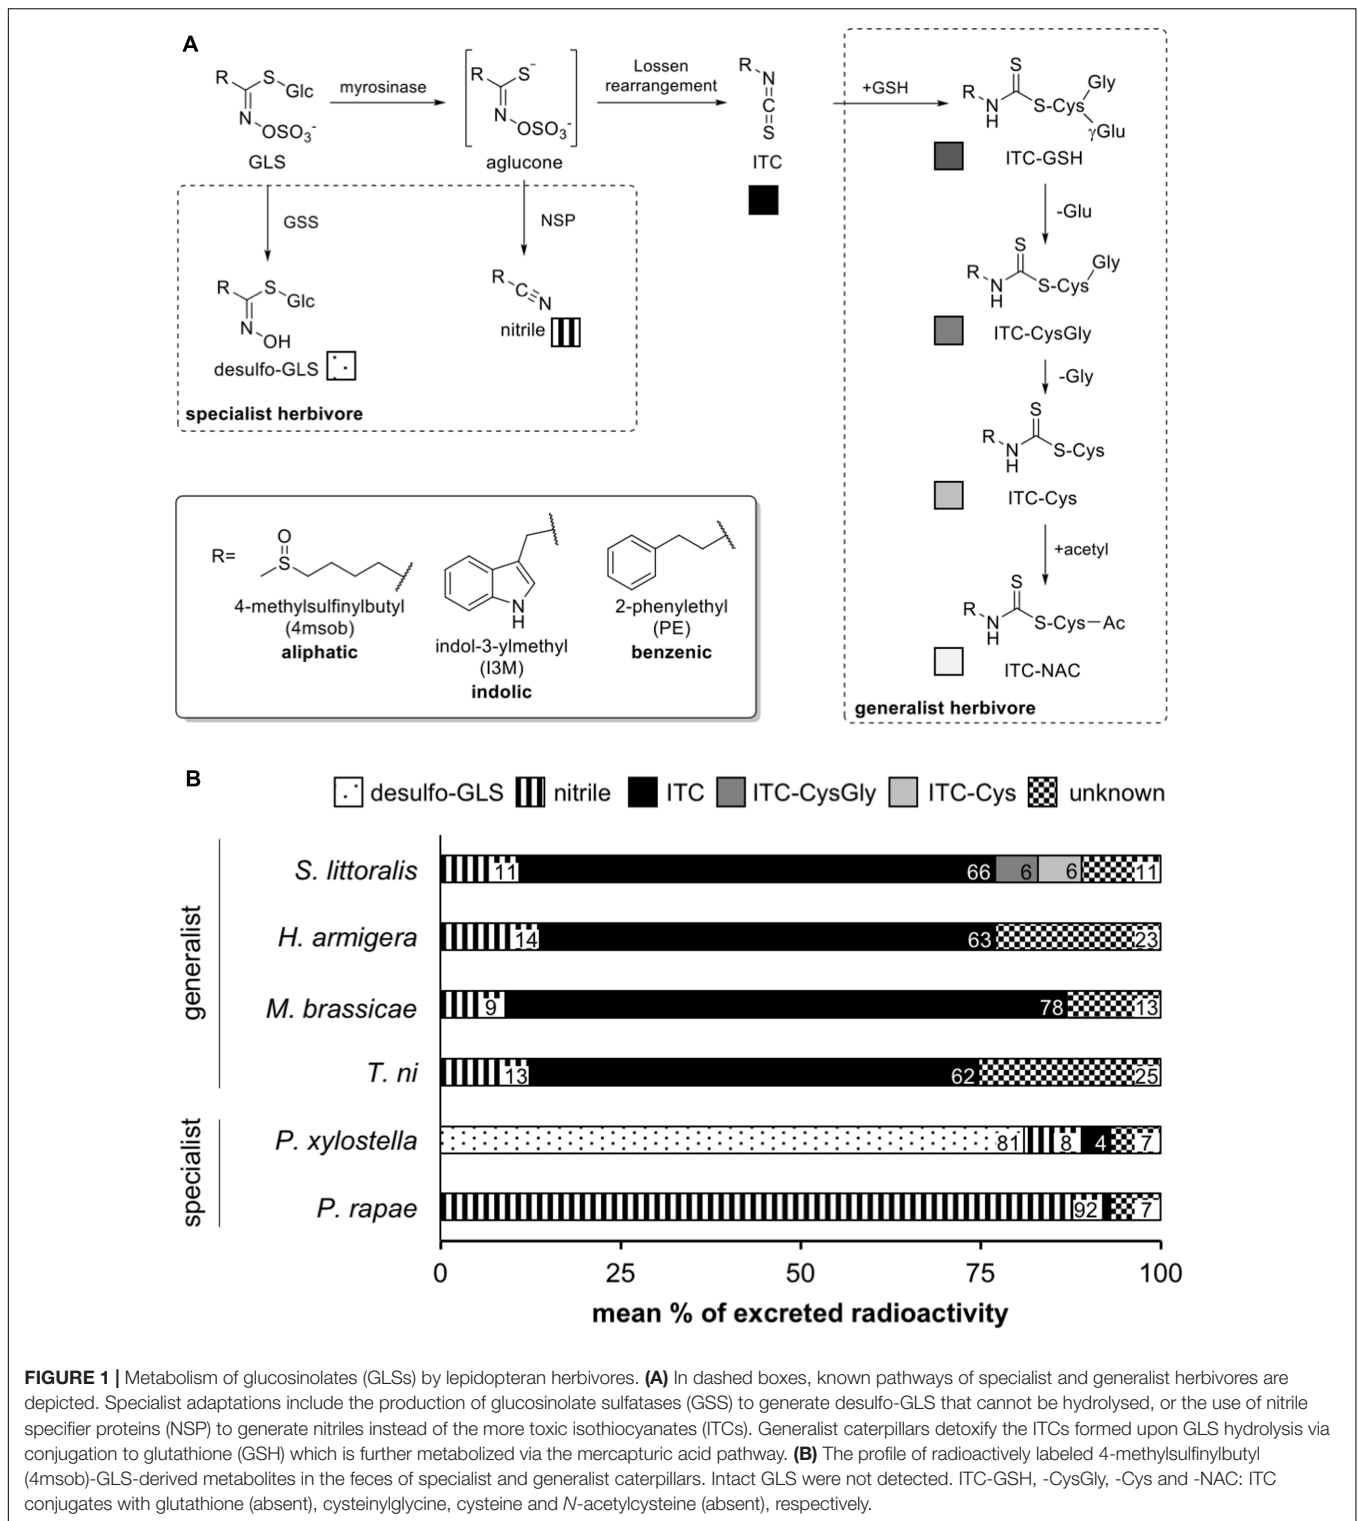 A
R
S
Glc
N
OSO3-
GLS
myrosinase
R
S-
N
OSO3-
aglucone
Lossen
rearrangement
R
N
C
S
ITC
+GSH
R
N
H
S
S-Cys
Gly
γGlu
ITC-GSH
-Glu
GSS
NSP
R
S
Glc
N
OH
desulfo-GLS
R
C
N
nitrile
specialist herbivore
S
R
N
H
S-Cys
Gly
ITC-CysGly
-Gly
S
R
N
H
S-Cys
ITC-Cys
+acetyl
S
R
N
H
S-Cys-Ac
ITC-NAC
generalist herbivore
R=
O
S
4-methylsulfinylbutyl
(4msob)
aliphatic
N
H
indol-3-ylmethyl
(I3M)
indolic
2-phenylethyl
(PE)
benzenic
B
desulfo-GLS nitrile ITC ITC-CysGly ITC-Cys unknown
generalist
S. littoralis 11 66 6 6 11
H. armigera 14 63 23
M. brassicae 9 78 13
T. ni 13 62 25
specialist
P. xylostella 81 8 4 7
P. rapae 92 7
0 25 50 75 100
mean % of excreted radioactivity
FIGURE 1 | Metabolism of glucosinolates (GLSs) by lepidopteran herbivores. (A) In dashed boxes, known pathways of specialist and generalist herbivores are
depicted. Specialist adaptations include the production of glucosinolate sulfatases (GSS) to generate desulfo-GLS that cannot be hydrolysed, or the use of nitrile
specifier proteins (NSP) to generate nitriles instead of the more toxic isothiocyanates (ITCs). Generalist caterpillars detoxify the ITCs formed upon GLS hydrolysis via
conjugation to glutathione (GSH) which is further metabolized via the mercapturic acid pathway. (B) The profile of radioactively labeled 4-methylsulfinylbutyl
(4msob)-GLS-derived metabolites in the feces of specialist and generalist caterpillars. Intact GLS were not detected. ITC-GSH, -CysGly, -Cys and -NAC: ITC
conjugates with glutathione (absent), cysteinylglycine, cysteine and N-acetylcysteine (absent), respectively.